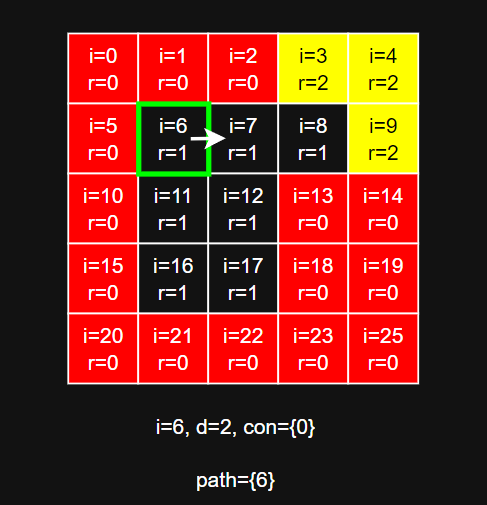 i=0 i=1 i=2 i=3 i=4
r=0 r=0 r=0 r=2 r=2
i=5 i=6 i=7 i=8 i=9
r=0 r=1 r=1 r=1 r=2
i=10 i=11 i=12 i=13 i=14
r=0 r=1 r=1 r=0 r=0
i=15 i=16 i=17 i=18 i=19
r=0 r=1 r=1 r=0 r=0
i=20 i=21 i=22 i=23 i=25
r=0 r=0 r=0 r=0 r=0
i=6, d=2, con={0}
path={6}